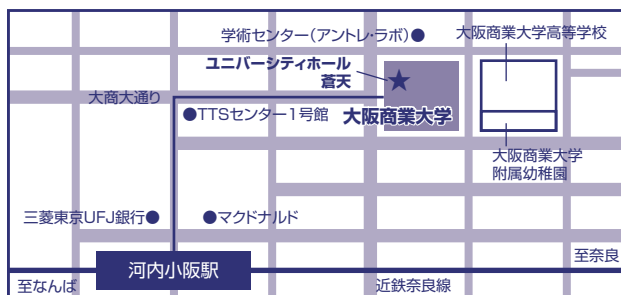 学術センター(アントレ・ラボ)●
大阪商業大学高等学校
ユニバーシティホール
蒼天
大商大通り
●TTSセンター1号館
大阪商業大学
大阪商業大学
附属幼稚園
三菱東京UFJ銀行●
●マクドナルド
河内小阪駅
至奈良
至なんば
近鉄奈良線